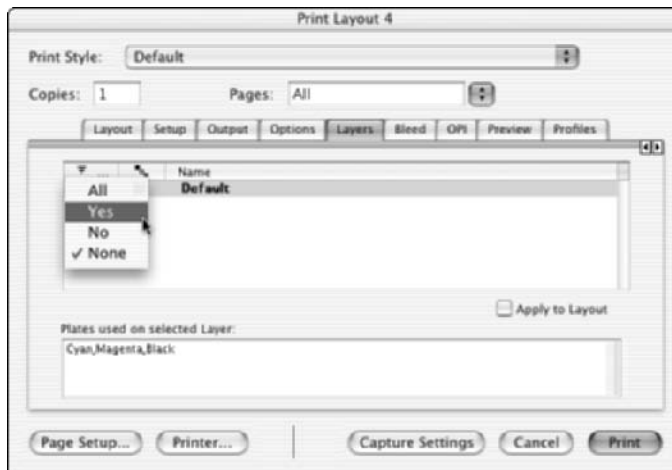 Print Layout 4
Print Style: Default
Copies: 1 Pages: All
Layout Setup Output Options Layers Bleed OPI Preview Profiles
... Name
Default
All
Yes
No
✓ None
Apply to Layout
Plates used on selected Layer:
Cyan,Magenta,Black
Page Setup... Printer... Capture Settings Cancel Print